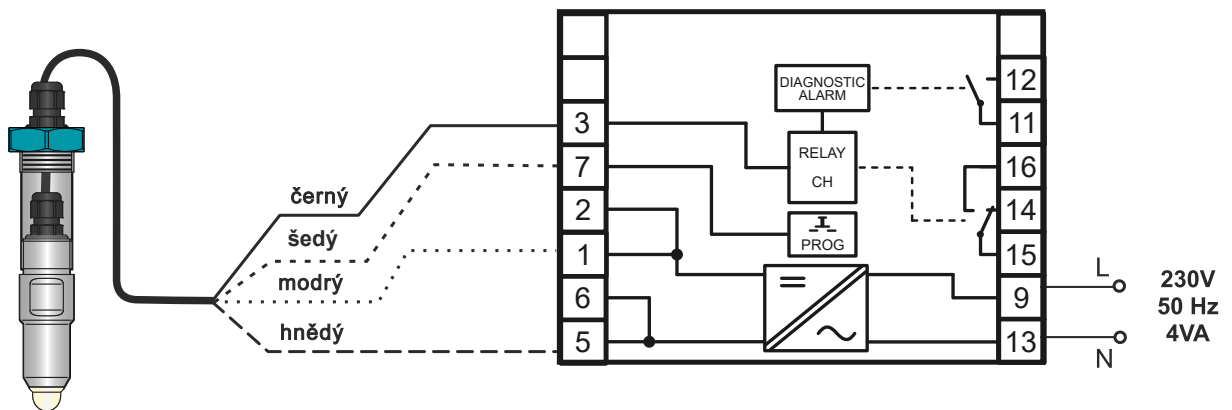 černý
šedý
modrý
hnědý
3
7
2
1
6
5
DIAGNOSTIC
ALARM
RELAY
CH
PROG
12
11
16
14
15
9
13
L
N
230V
50 Hz
4VA